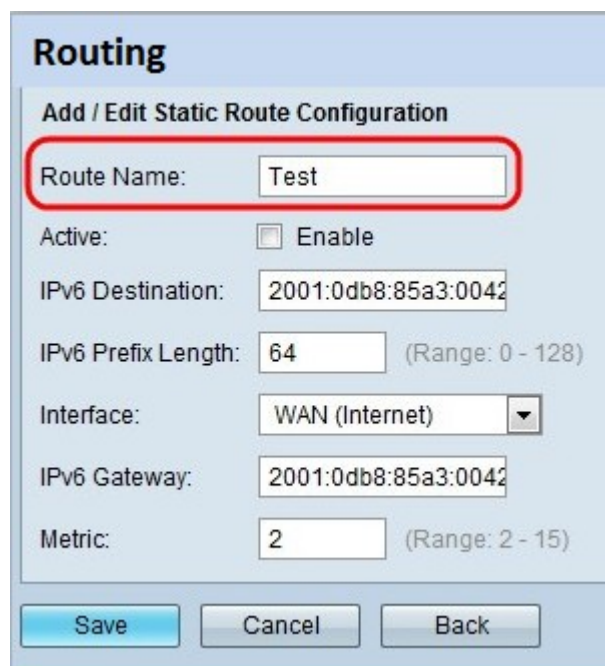 Routing
Add / Edit Static Route Configuration
Route Name: Test
Active: Enable
IPv6 Destination: 2001:0db8:85a3:0042
IPv6 Prefix Length: 64 (Range: 0 - 128)
Interface: WAN (Internet)
IPv6 Gateway: 2001:0db8:85a3:0042
Metric: 2 (Range: 2 - 15)
Save Cancel Back